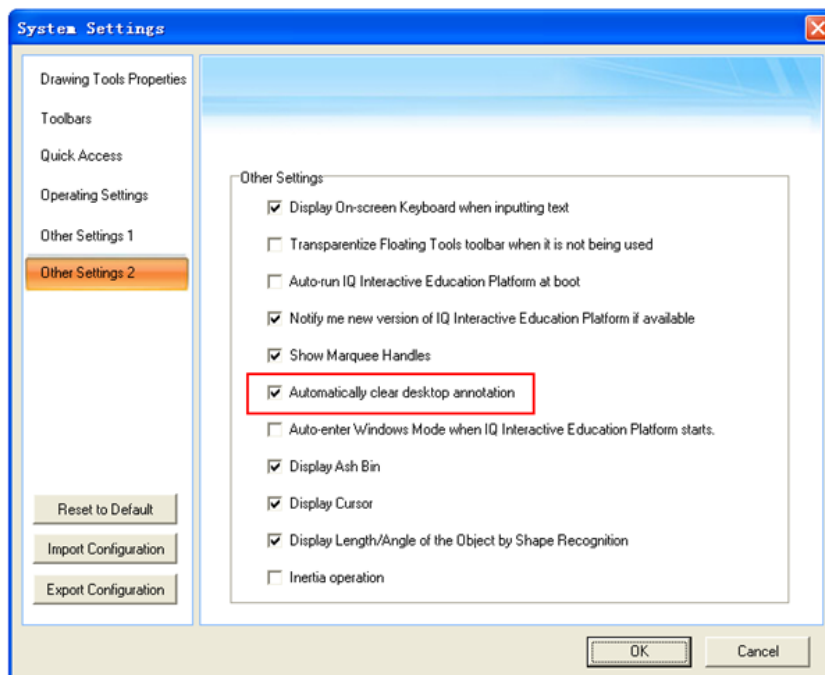 System Settings
Drawing Tools Properties
Toolbars
Quick Access
Operating Settings
Other Settings 1
Other Settings 2
Reset to Default
Import Configuration
Export Configuration
Other Settings
Display On-screen Keyboard when inputting text
Transparentize Floating Tools toolbar when it is not being used
Auto-run IQ Interactive Education Platform at boot
Notify me new version of IQ Interactive Education Platform if available
Show Marquee Handles
Automatically clear desktop annotation
Auto-enter Windows Mode when IQ Interactive Education Platform starts.
Display Ash Bin
Display Cursor
Display Length/Angle of the Object by Shape Recognition
Inertia operation
OK
Cancel